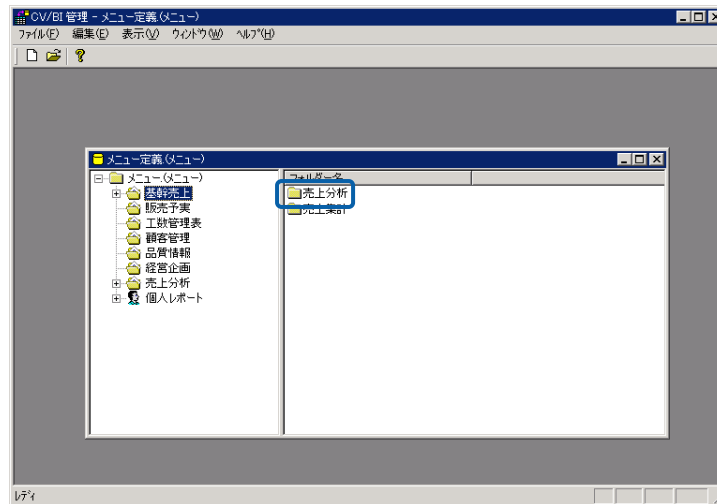 CV/BI 管理 - メニュー定義(メニュー)
ファイル(F) 編集(E) 表示(V) ウィンドウ(W) ヘルプ(H)
メニュー定義.(メニュー)
メニュー.(メニュー)
基幹売上
販売予実
工数管理表
顧客管理
品質情報
経営企画
売上分析
個人レポート
フォルダー名
売上分析
売上集計
レディ